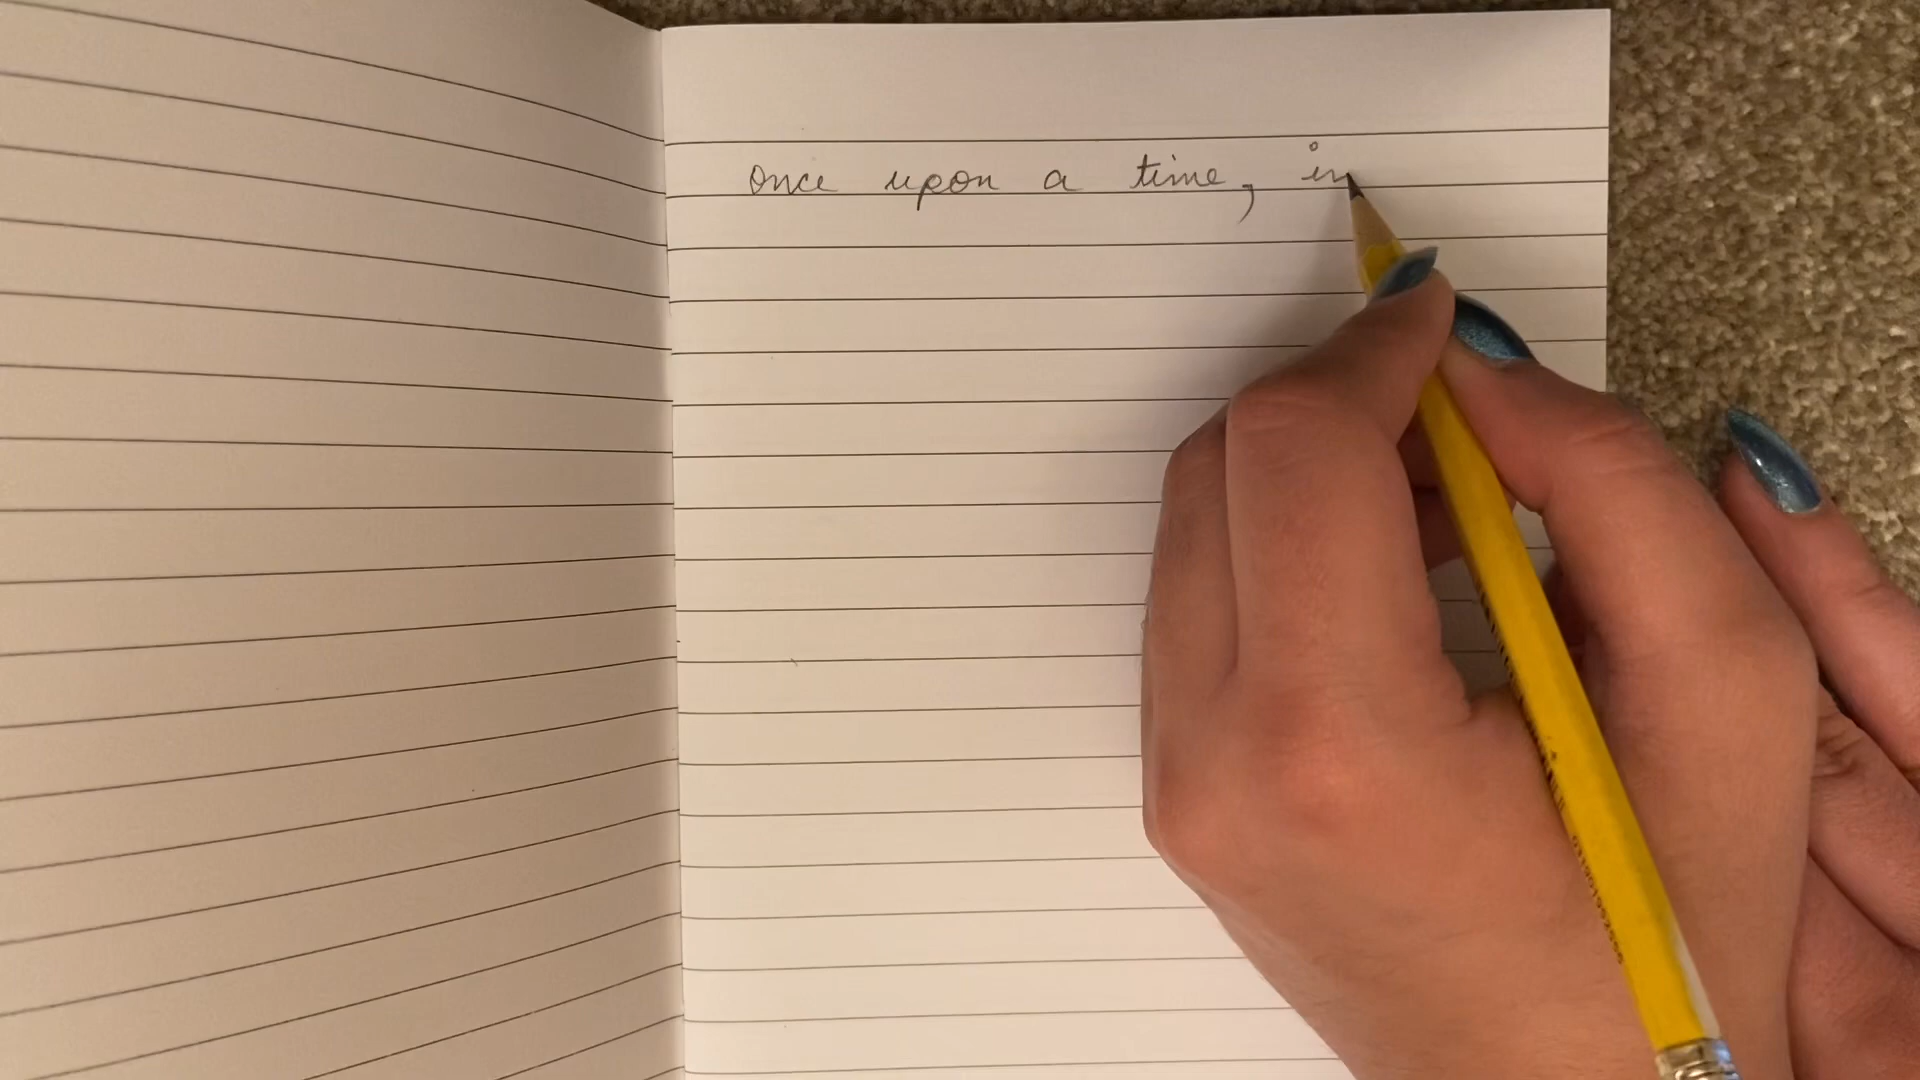 once upon a time, in